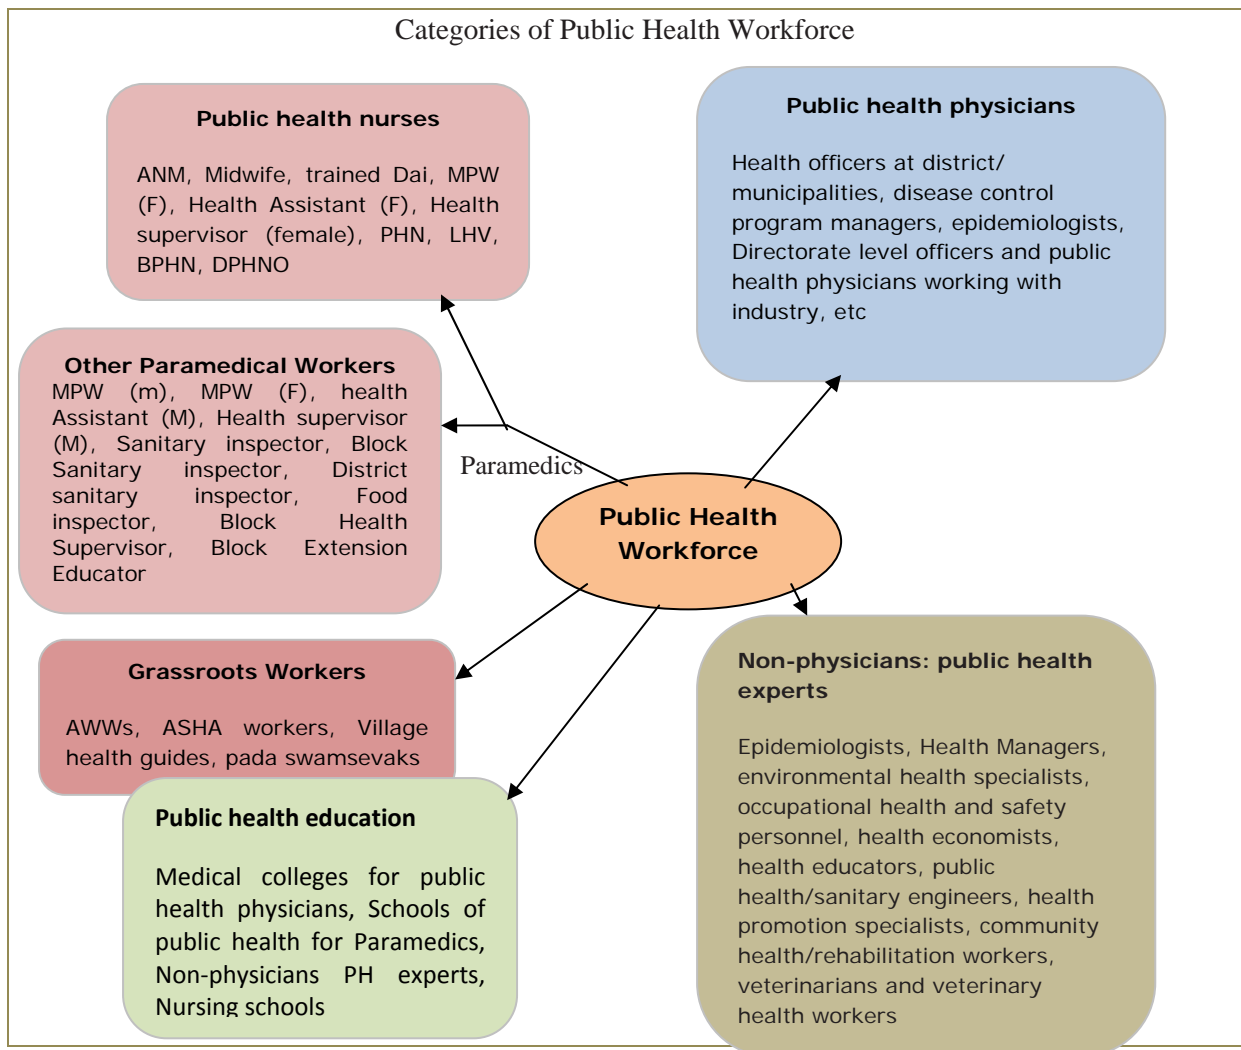 Categories of Public Health Workforce
Public health nurses
ANM, Midwife, trained Dai, MPW
(F), Health Assistant (F), Health
supervisor (female), PHN, LHV,
BPHN, DPHNO
Public health physicians
Health officers at district/
municipalities, disease control
program managers, epidemiologists,
Directorate level officers and public
health physicians working with
industry, etc
Other Paramedical Workers
MPW (m), MPW (F), health
Assistant (M), Health supervisor
(M), Sanitary inspector, Block
Sanitary inspector, District
sanitary inspector, Food
inspector, Block Health
Supervisor, Block Extension
Educator
Paramedics
Public Health
Workforce
Grassroots Workers
AWWs, ASHA workers, Village
health guides, pada swamsevaks
Non-physicians: public health
experts
Epidemiologists, Health Managers,
environmental health specialists,
occupational health and safety
personnel, health economists,
health educators, public
health/sanitary engineers, health
promotion specialists, community
health/rehabilitation workers,
veterinarians and veterinary
health workers
Public health education
Medical colleges for public
health physicians, Schools of
public health for Paramedics,
Non-physicians PH experts,
Nursing schools